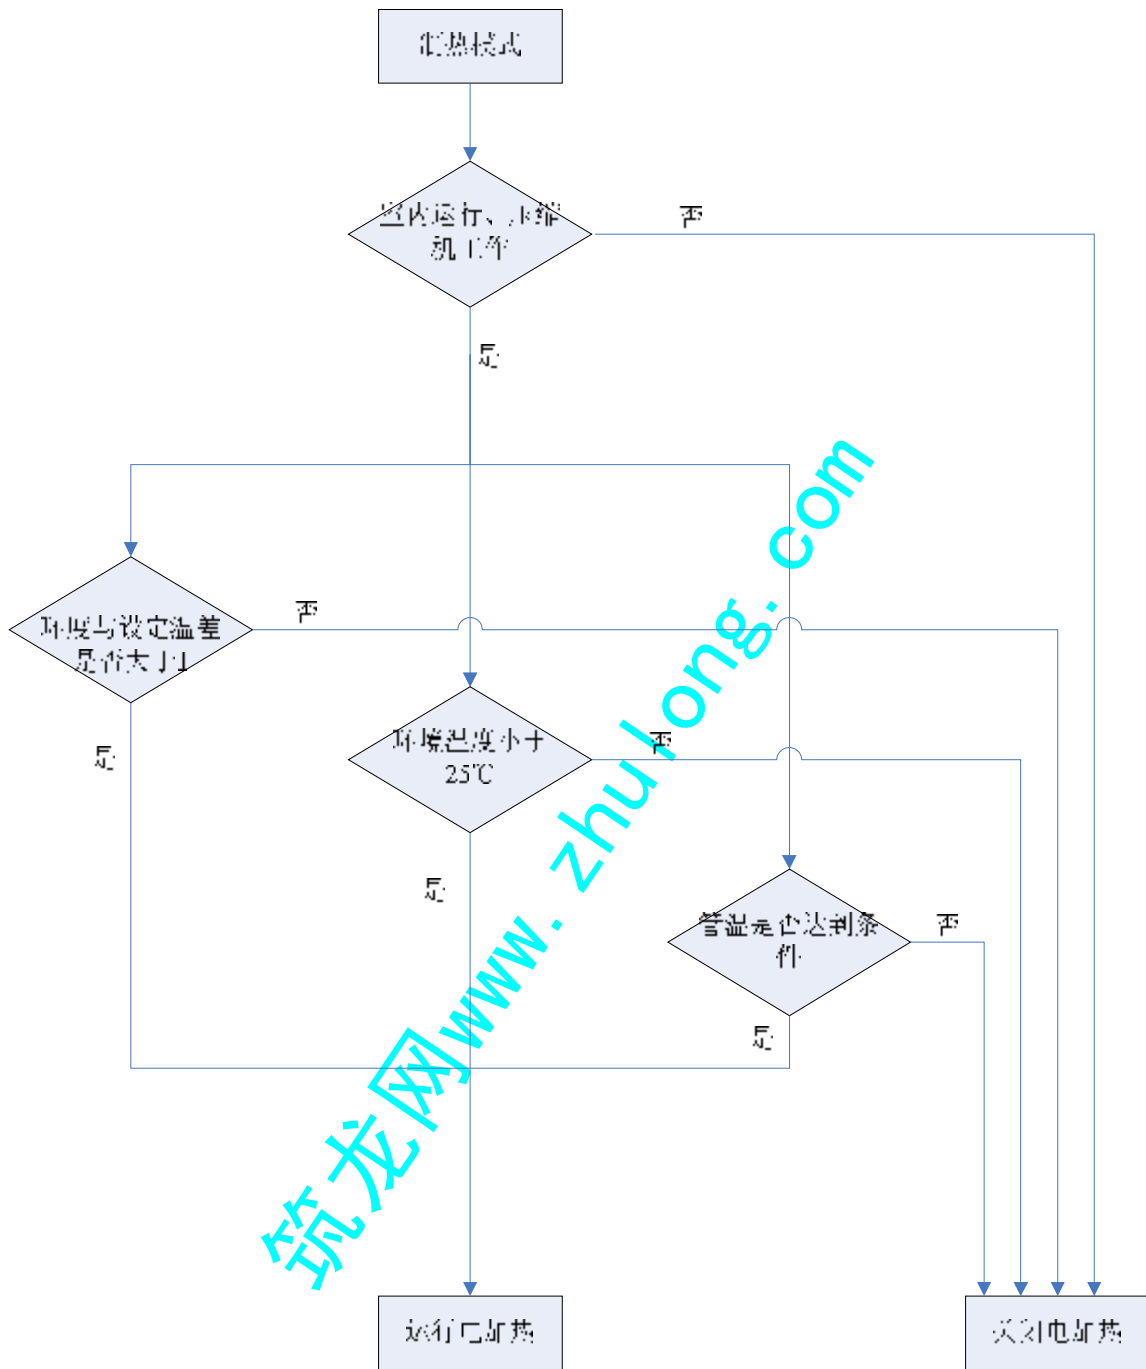 制热模式
室内运行、压缩
机工作
否
是
环度与设定温差
是否大于1
否
是
环境温度小于
25℃
否
是
管温是否达到条
件
否
是
运行电加热
关闭电加热
筑龙网www.zhulong.com